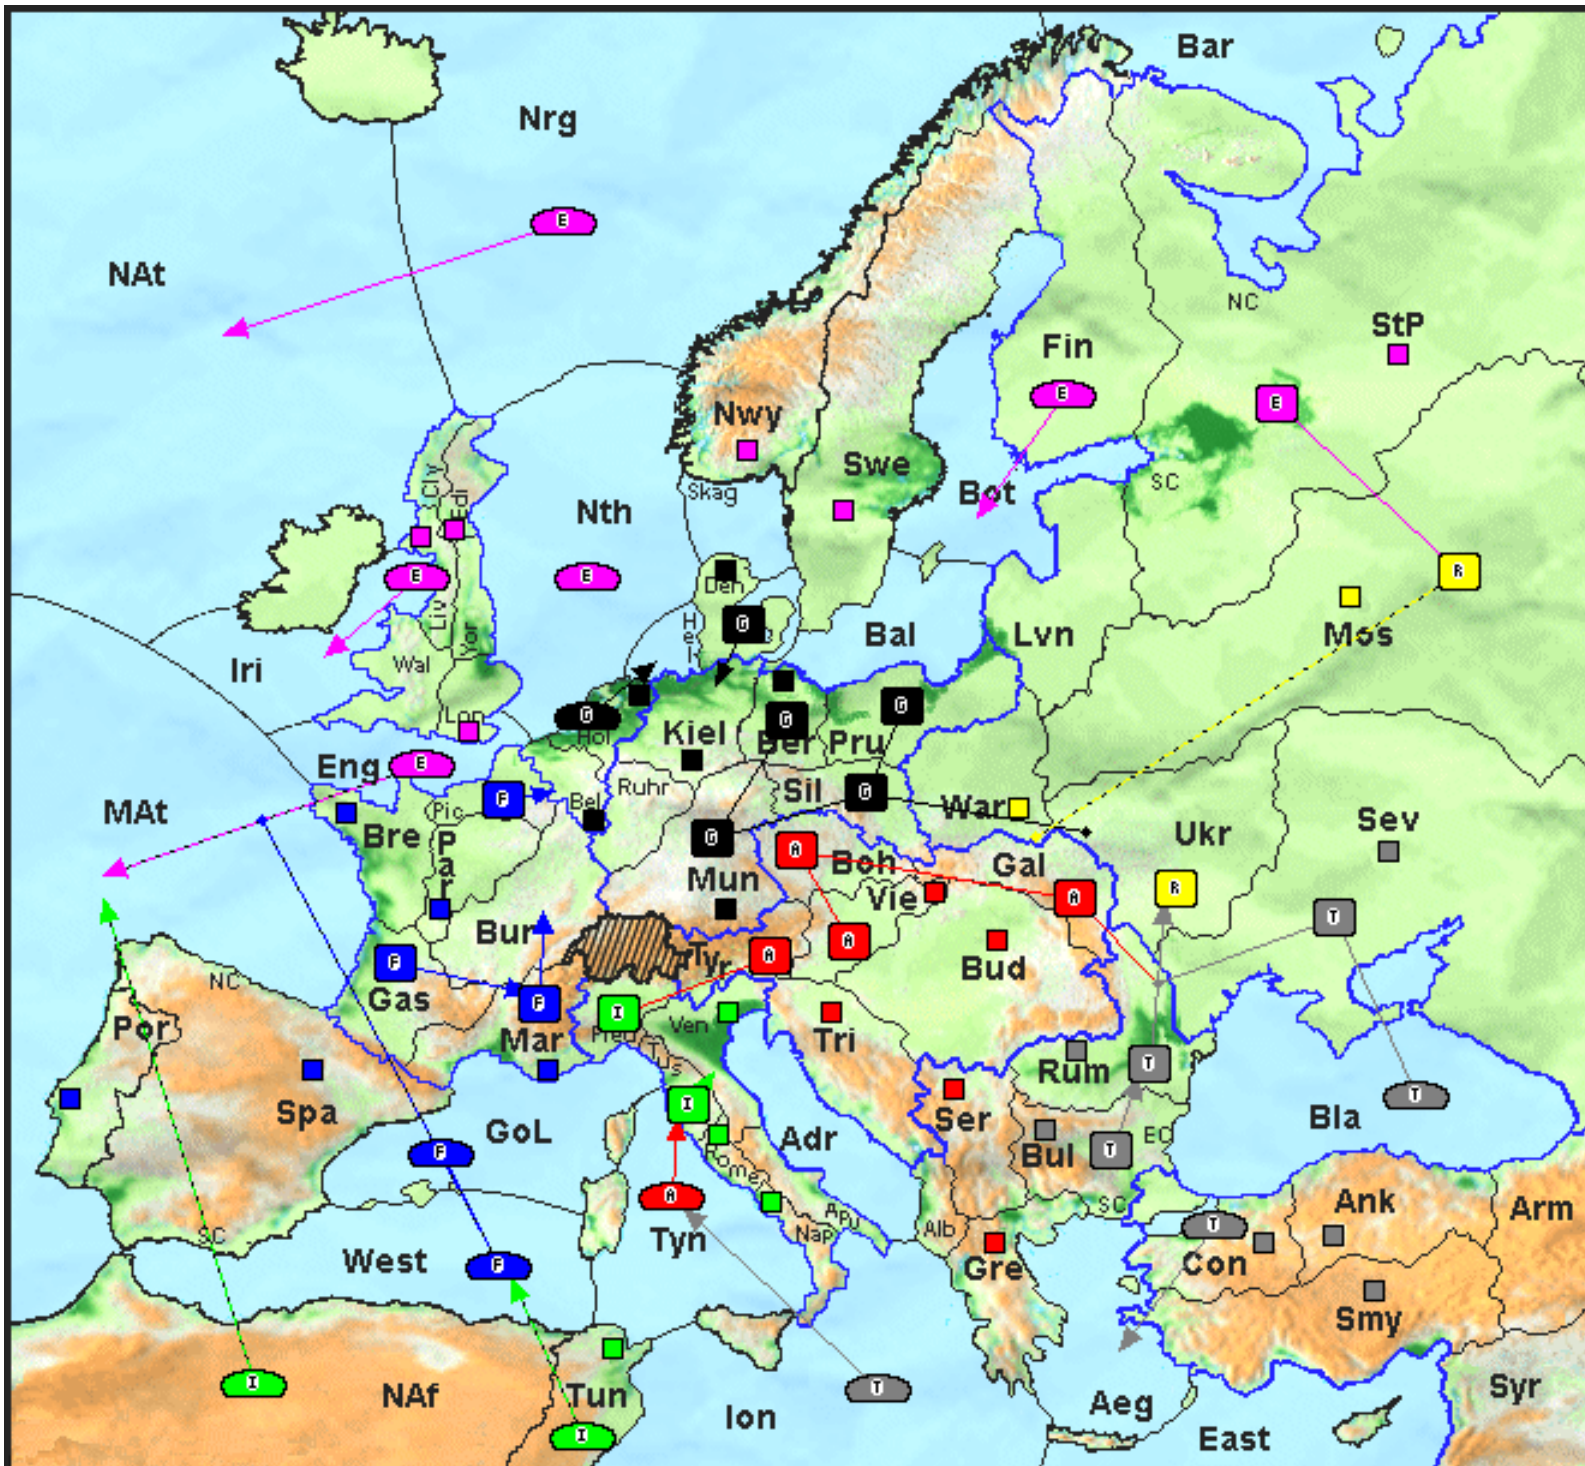 Bar
Nrg
E
NAt
NC
StP
Fin
E
E
Nwy
Swe
Skag
Bot
SC
Cly
Edi
Nth
E
E
Den
R
G
Mos
Hel
Bal
Lvn
Iri
Wal
Liv
Yor
Lon
G
Hol
Kiel
G
Ber
Pru
G
Eng
E
MAt
F
Pic
Bel
Ruhr
Sil
G
War
Ukr
Sev
Bre
Par
G
Mun
A
Boh
Gal
Vie
A
R
T
Bur
F
Gas
Tyr
A
A
Bud
NC
Por
F
Mar
I
Pied
Ven
Tri
Tus
Rum
T
Spa
GoL
I
Adr
Ser
Bul
T
EC
Bla
T
F
Rome
A
Tyn
Apu
Nap
Alb
SC
Ank
Arm
SC
West
F
Gre
T
Con
Smy
I
NAf
Tun
I
Ion
T
Aeg
East
Syr